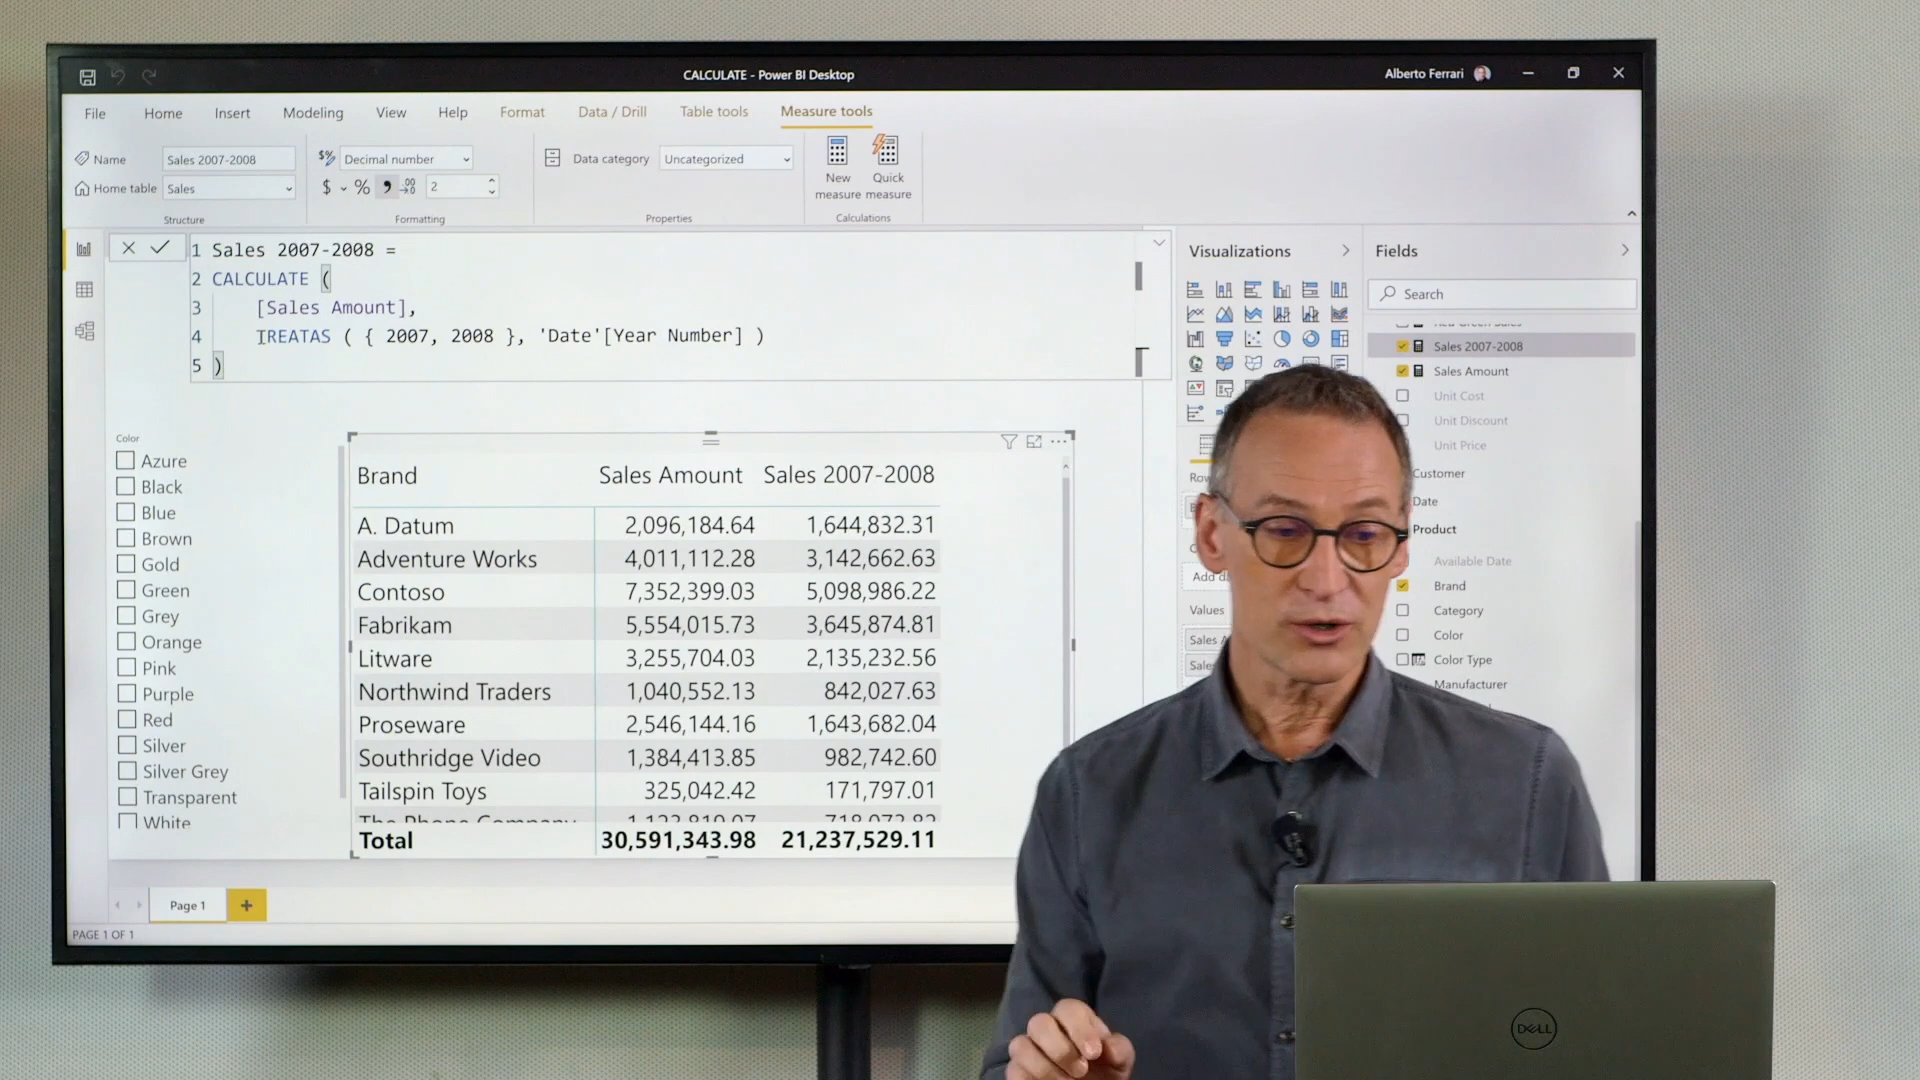 CALCULATE - Power BI Desktop
Alberto Ferrari
File Home Insert Modeling View Help Format Data / Drill Table tools Measure tools
Name Sales 2007-2008
Home table Sales
Structure
Decimal number
$ % 2
Formatting
Data category Uncategorized
Properties
New measure
Quick measure
Calculations
1 Sales 2007-2008 =
2 CALCULATE (
3 [Sales Amount],
4 TREATAS ( { 2007, 2008 }, 'Date'[Year Number] )
5 )
Visualizations
Fields
Search
Sales 2007-2008
Sales Amount
Unit Cost
Unit Discount
Unit Price
Customer
Date
Product
Available Date
Brand
Category
Color
Color Type
Manufacturer
Values
Color
Azure
Black
Blue
Brown
Gold
Green
Grey
Orange
Pink
Purple
Red
Silver
Silver Grey
Transparent
White
Brand Sales Amount Sales 2007-2008
A. Datum 2,096,184.64 1,644,832.31
Adventure Works 4,011,112.28 3,142,662.63
Contoso 7,352,399.03 5,098,986.22
Fabrikam 5,554,015.73 3,645,874.81
Litware 3,255,704.03 2,135,232.56
Northwind Traders 1,040,552.13 842,027.63
Proseware 2,546,144.16 1,643,682.04
Southridge Video 1,384,413.85 982,742.60
Tailspin Toys 325,042.42 171,797.01
The Phone Company
Total 30,591,343.98 21,237,529.11
Page 1
PAGE 1 OF 1
DELL